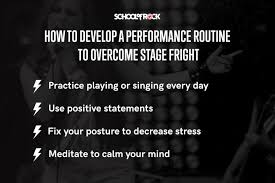 SCHOOL OF ROCK
HOW TO DEVELOP A PERFORMANCE ROUTINE
TO OVERCOME STAGE FRIGHT
Practice playing or singing every day
Use positive statements
Fix your posture to decrease stress
Meditate to calm your mind